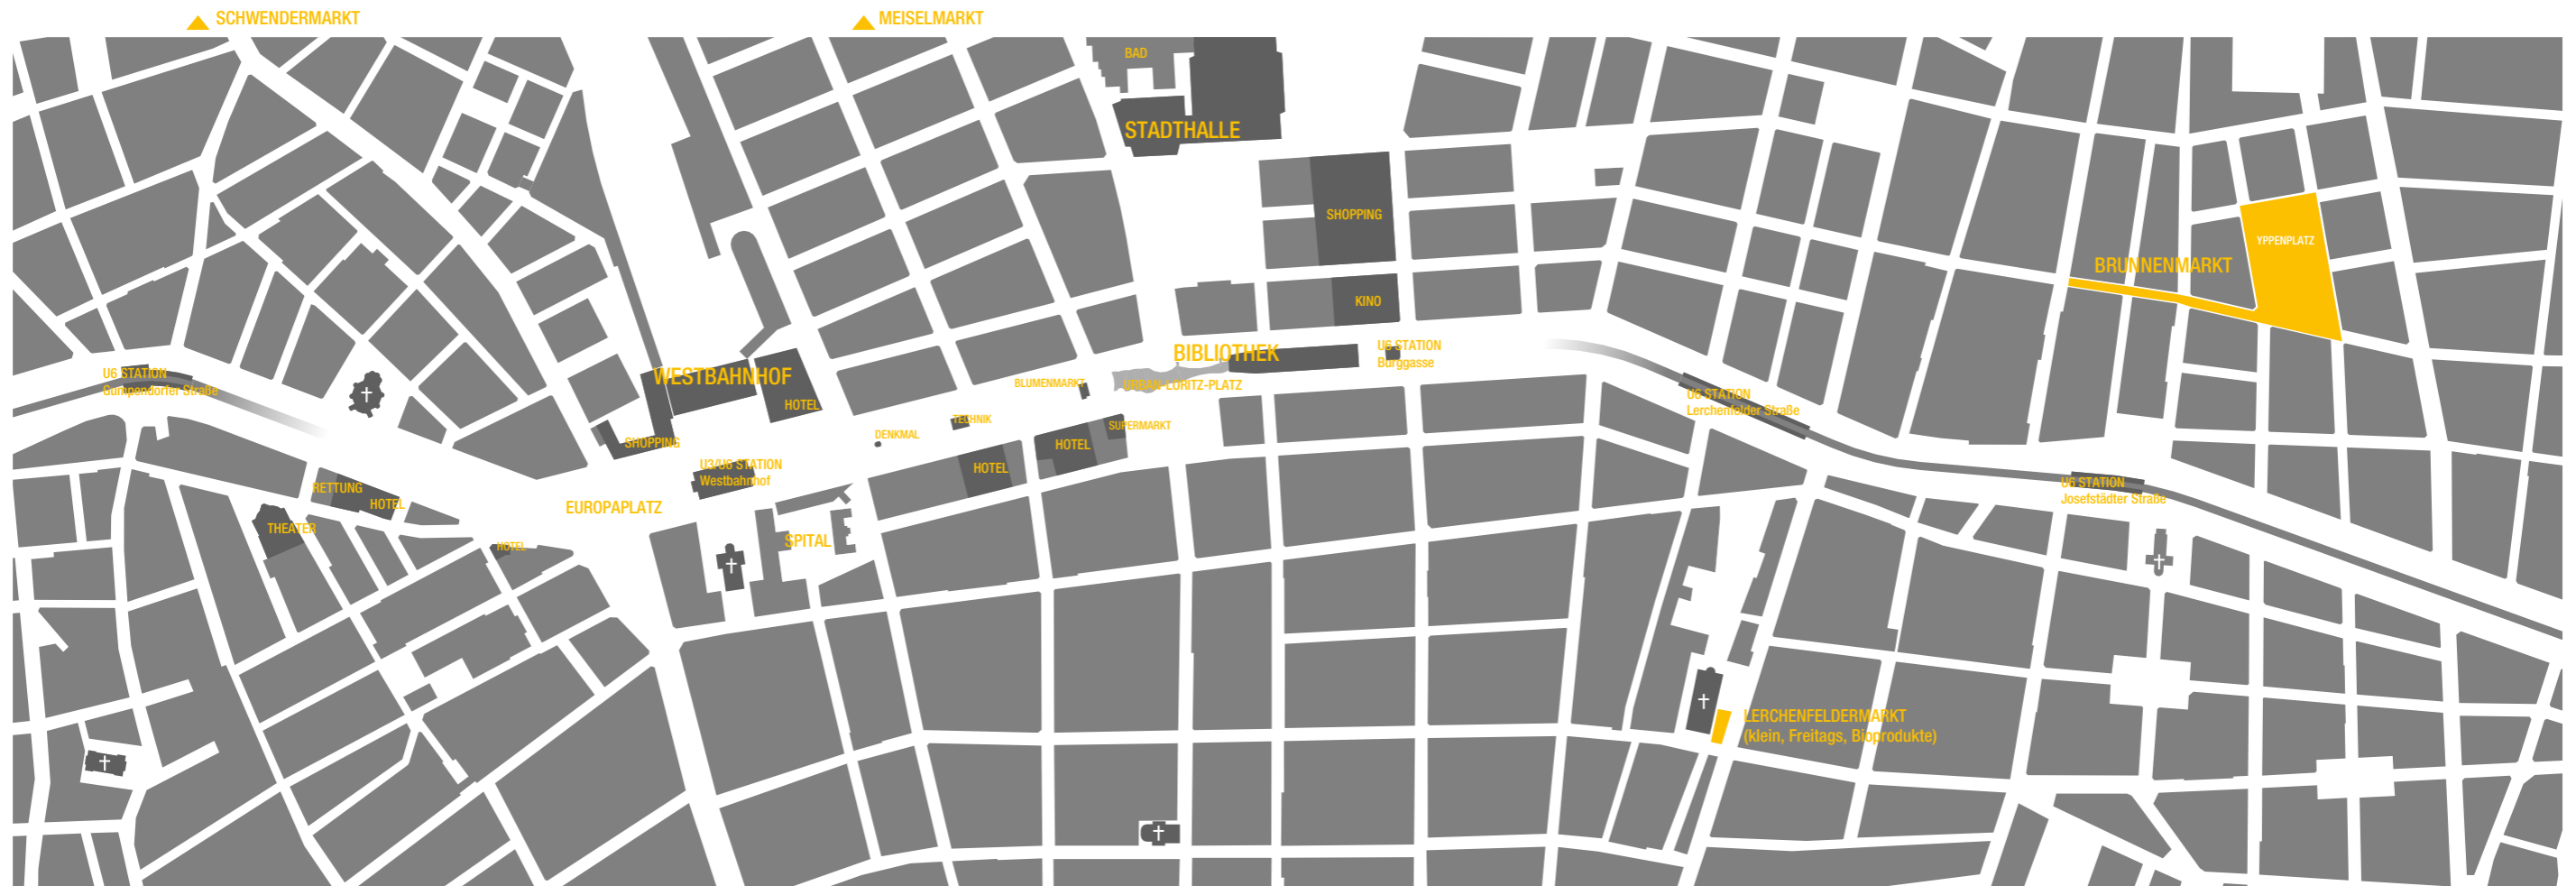 SCHWENDERMARKT
MEISELMARKT
BAD
STADTHALLE
SHOPPING
YPPENPLATZ
BRUNNENMARKT
KINO
BIBLIOTHEK
U6 STATION
Burggasse
U6 STATION
Gumpendorfer Straße
WESTBAHNHOF
BLUMENMARKT
URBAN-LORITZ-PLATZ
HOTEL
U6 STATION
Lerchenfelder Straße
TECHNIK
SUPERMARKT
DENKMAL
SHOPPING
HOTEL
HOTEL
U3/U6 STATION
Westbahnhof
RETTUNG
HOTEL
U6 STATION
Josefstädter Straße
EUROPAPLATZ
THEATER
SPITAL
HOTEL
LERCHENFELDERMARKT
(klein, Freitags, Bioprodukte)